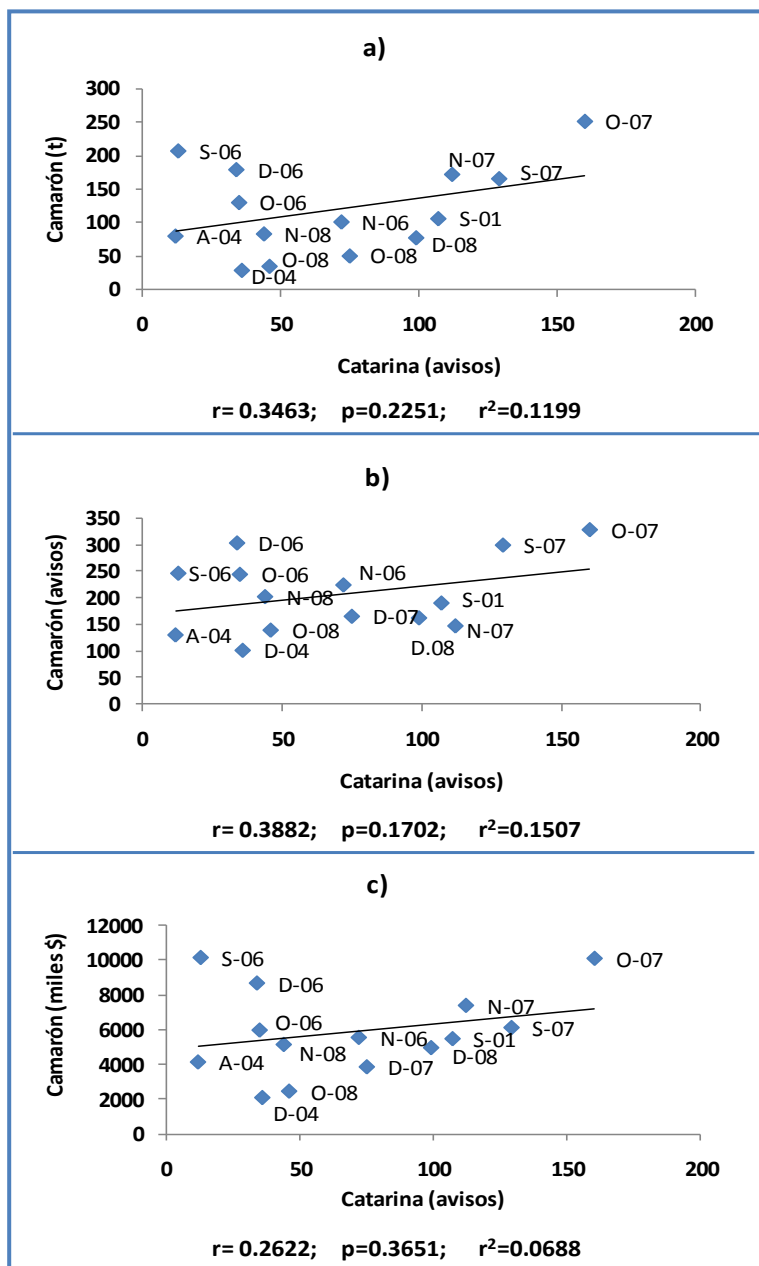 a)
300
250
200
150
100
50
0
Camarón (t)
S-06
D-06
O-06
A-04
N-08
D-04
O-08
N-06
O-08
D-08
S-01
N-07
S-07
O-07
0 50 100 150 200
Catarina (avisos)
r= 0.3463; p=0.2251; r²=0.1199
b)
350
300
250
200
150
100
50
0
Camarón (avisos)
D-06
S-06
O-06
N-08
A-04
O-08
D-04
N-06
D-07
D.08
S-01
N-07
S-07
O-07
0 50 100 150 200
Catarina (avisos)
r= 0.3882; p=0.1702; r²=0.1507
c)
12000
10000
8000
6000
4000
2000
0
Camarón (miles $)
S-06
D-06
O-06
A-04
N-08
D-04
O-08
N-06
D-07
D-08
S-01
N-07
S-07
O-07
0 50 100 150 200
Catarina (avisos)
r= 0.2622; p=0.3651; r²=0.0688